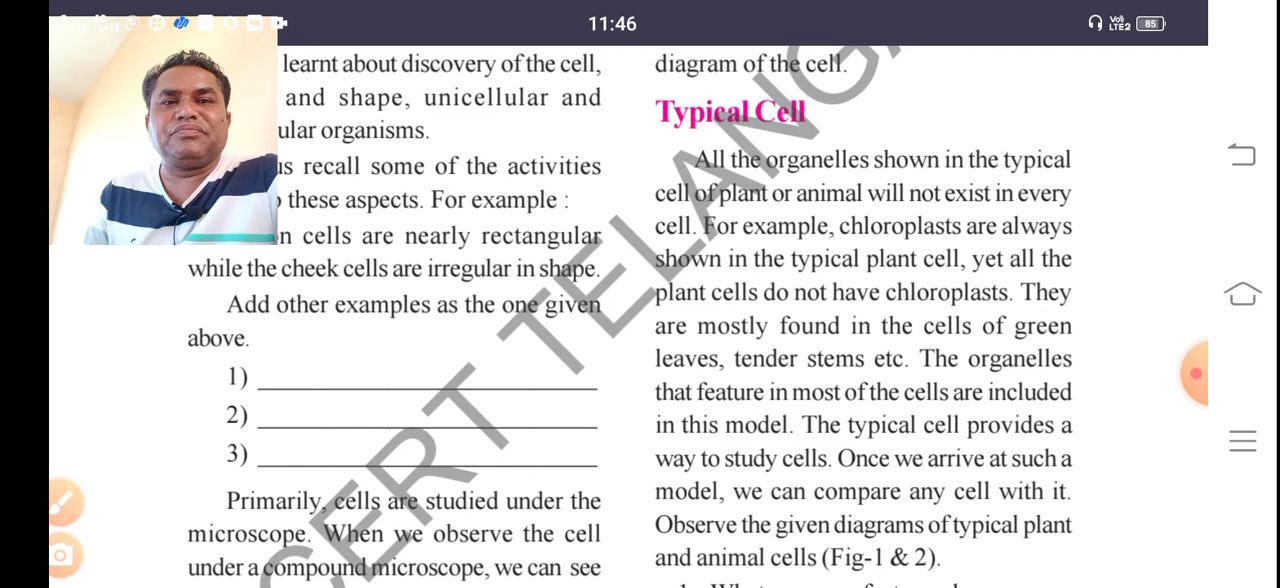 11:46
Vo)
LTE2
85
learnt about discovery of the cell,
and shape, unicellular and
ular organisms.
us recall some of the activities
these aspects. For example :
n cells are nearly rectangular
while the cheek cells are irregular in shape.
Add other examples as the one given
above.
1)
2)
3)
Primarily, cells are studied under the
microscope. When we observe the cell
under a compound microscope, we can see
diagram of the cell.
Typical Cell
All the organelles shown in the typical
cell of plant or animal will not exist in every
cell. For example, chloroplasts are always
shown in the typical plant cell, yet all the
plant cells do not have chloroplasts. They
are mostly found in the cells of green
leaves, tender stems etc. The organelles
that feature in most of the cells are included
in this model. The typical cell provides a
way to study cells. Once we arrive at such a
model, we can compare any cell with it.
Observe the given diagrams of typical plant
and animal cells (Fig-1 & 2).
CERT TELANGA